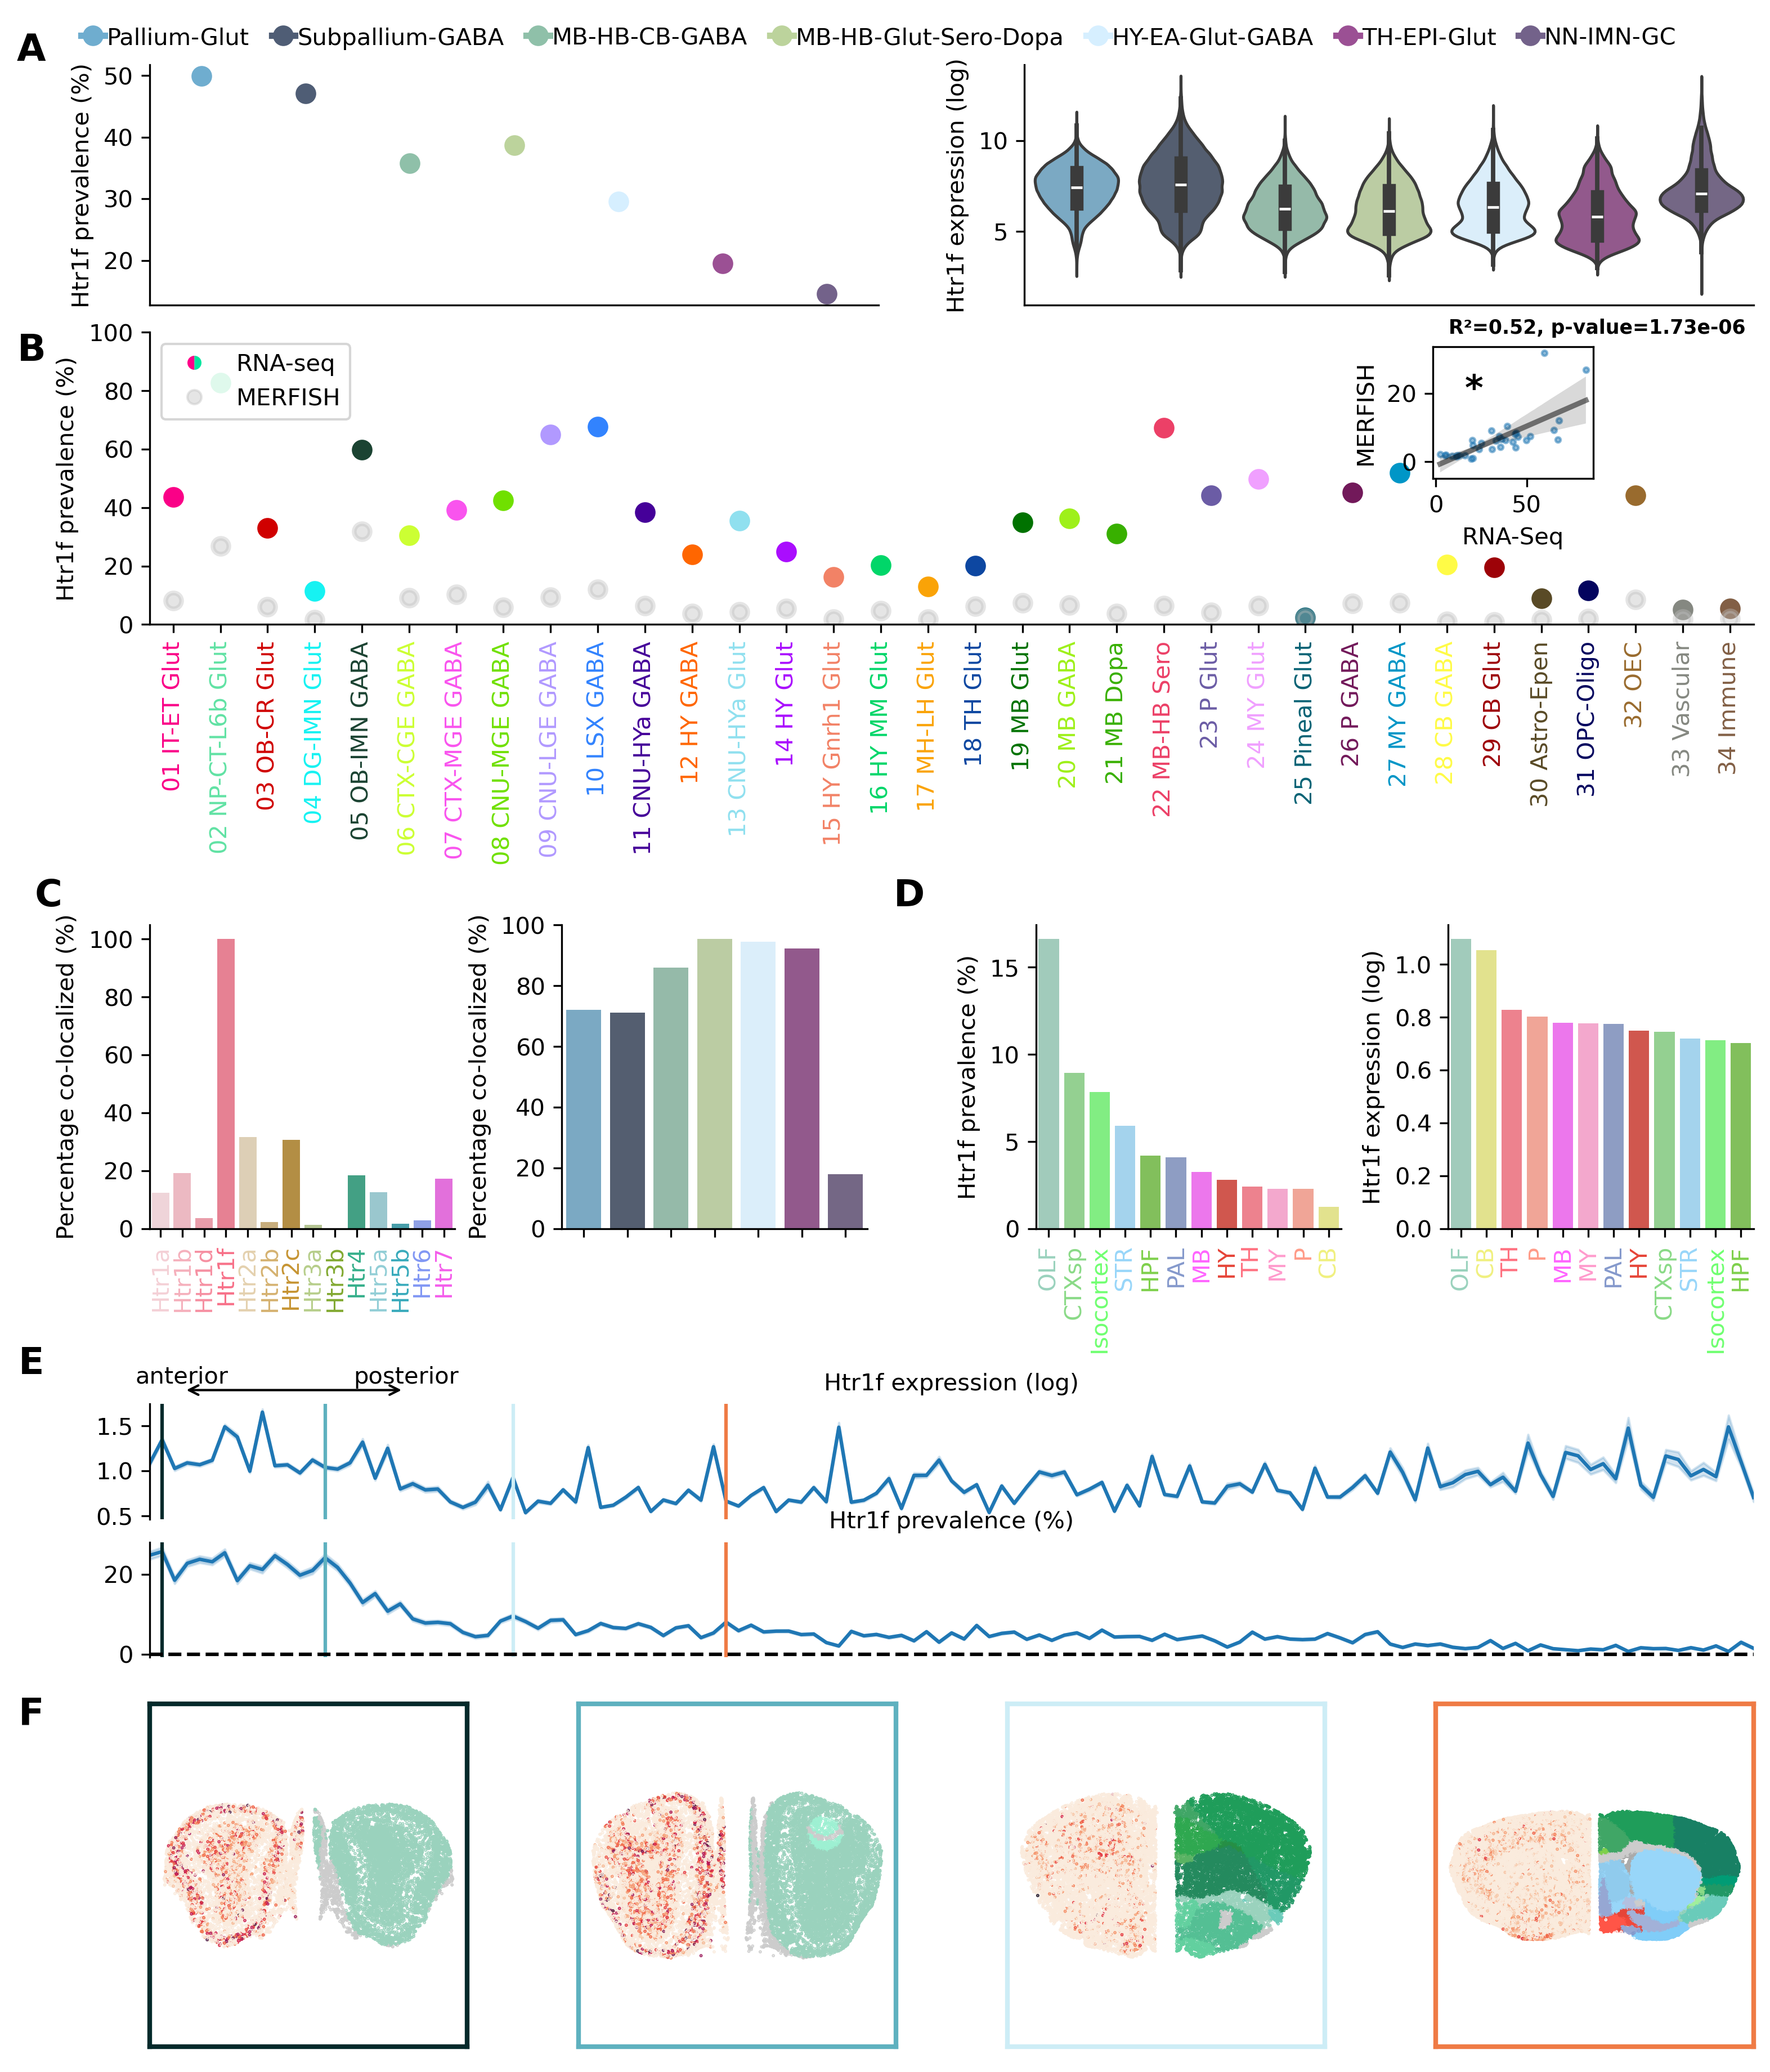 A
Pallium-Glut Subpallium-GABA MB-HB-CB-GABA MB-HB-Glut-Sero-Dopa HY-EA-Glut-GABA TH-EPI-Glut NN-IMN-GC
Htr1f prevalence (%)
50
40
30
20
Htr1f expression (log)
10
5
B
Htr1f prevalence (%)
100
80
60
40
20
0
RNA-seq
MERFISH
R²=0.52, p-value=1.73e-06
MERFISH
20
0
*
0 50
RNA-Seq
01 IT-ET Glut
02 NP-CT-L6b Glut
03 OB-CR Glut
04 DG-IMN Glut
05 OB-IMN GABA
06 CTX-CGE GABA
07 CTX-MGE GABA
08 CNU-MGE GABA
09 CNU-LGE GABA
10 LSX GABA
11 CNU-HYa GABA
12 HY GABA
13 CNU-HYa Glut
14 HY Glut
15 HY Gnrh1 Glut
16 HY MM Glut
17 MH-LH Glut
18 TH Glut
19 MB Glut
20 MB GABA
21 MB Dopa
22 MB-HB Sero
23 P Glut
24 MY Glut
25 Pineal Glut
26 P GABA
27 MY GABA
28 CB GABA
29 CB Glut
30 Astro-Epen
31 OPC-Oligo
32 OEC
33 Vascular
34 Immune
C
Percentage co-localized (%)
100
80
60
40
20
0
Htr1a
Htr1b
Htr1d
Htr1f
Htr2a
Htr2b
Htr2c
Htr3a
Htr3b
Htr4
Htr5a
Htr5b
Htr6
Htr7
Percentage co-localized (%)
100
80
60
40
20
0
D
Htr1f prevalence (%)
15
10
5
0
OLF
CTXsp
Isocortex
STR
HPF
PAL
MB
HY
TH
MY
P
CB
Htr1f expression (log)
1.0
0.8
0.6
0.4
0.2
0.0
OLF
CB
TH
P
MB
MY
PAL
HY
CTXsp
STR
Isocortex
HPF
E
anterior posterior
Htr1f expression (log)
1.5
1.0
0.5
Htr1f prevalence (%)
20
0
F